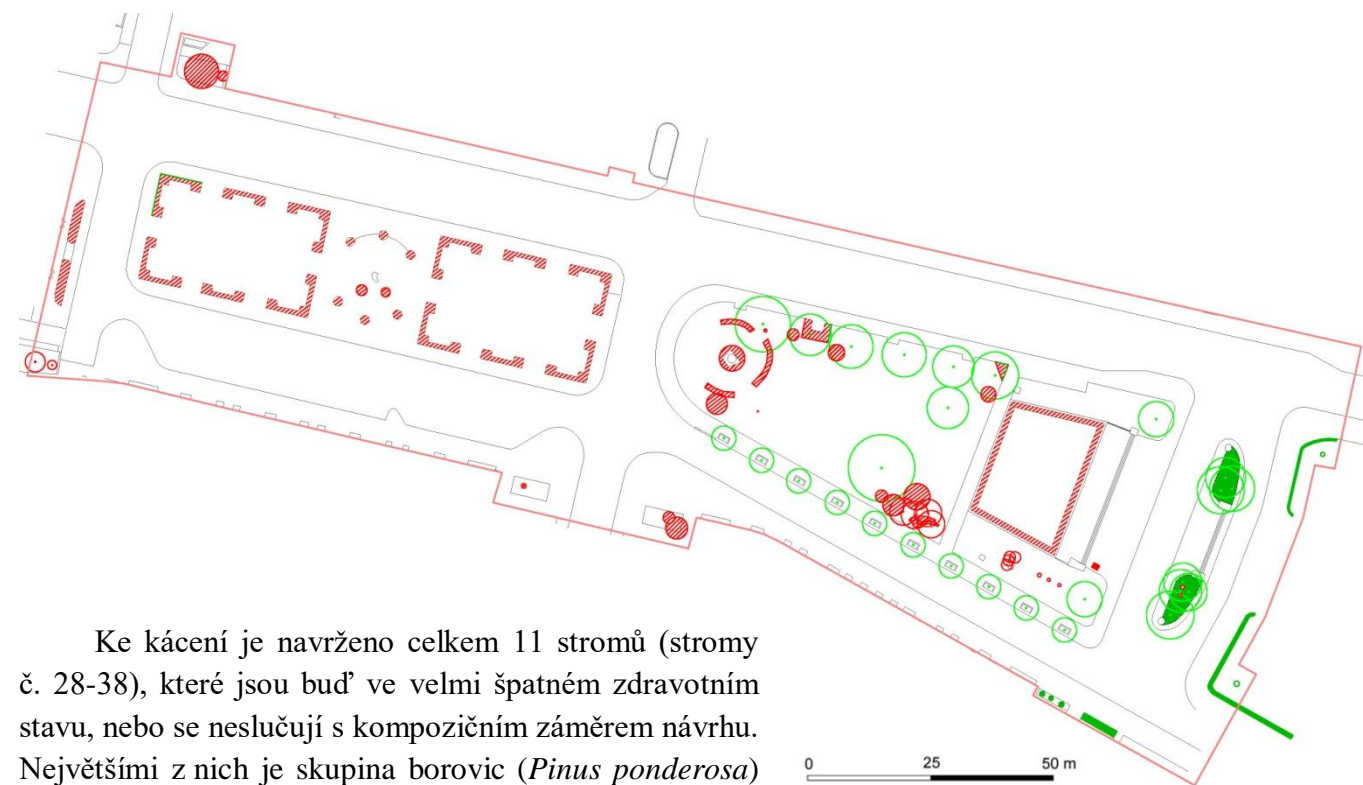 Ke kácení je navrženo celkem 11 stromů (stromy
č. 28-38), které jsou buď ve velmi špatném zdravotním
stavu, nebo se neslučují s kompozičním záměrem návrhu.
Největšími z nich je skupina borovic (Pinus ponderosa)
0 25 50 m